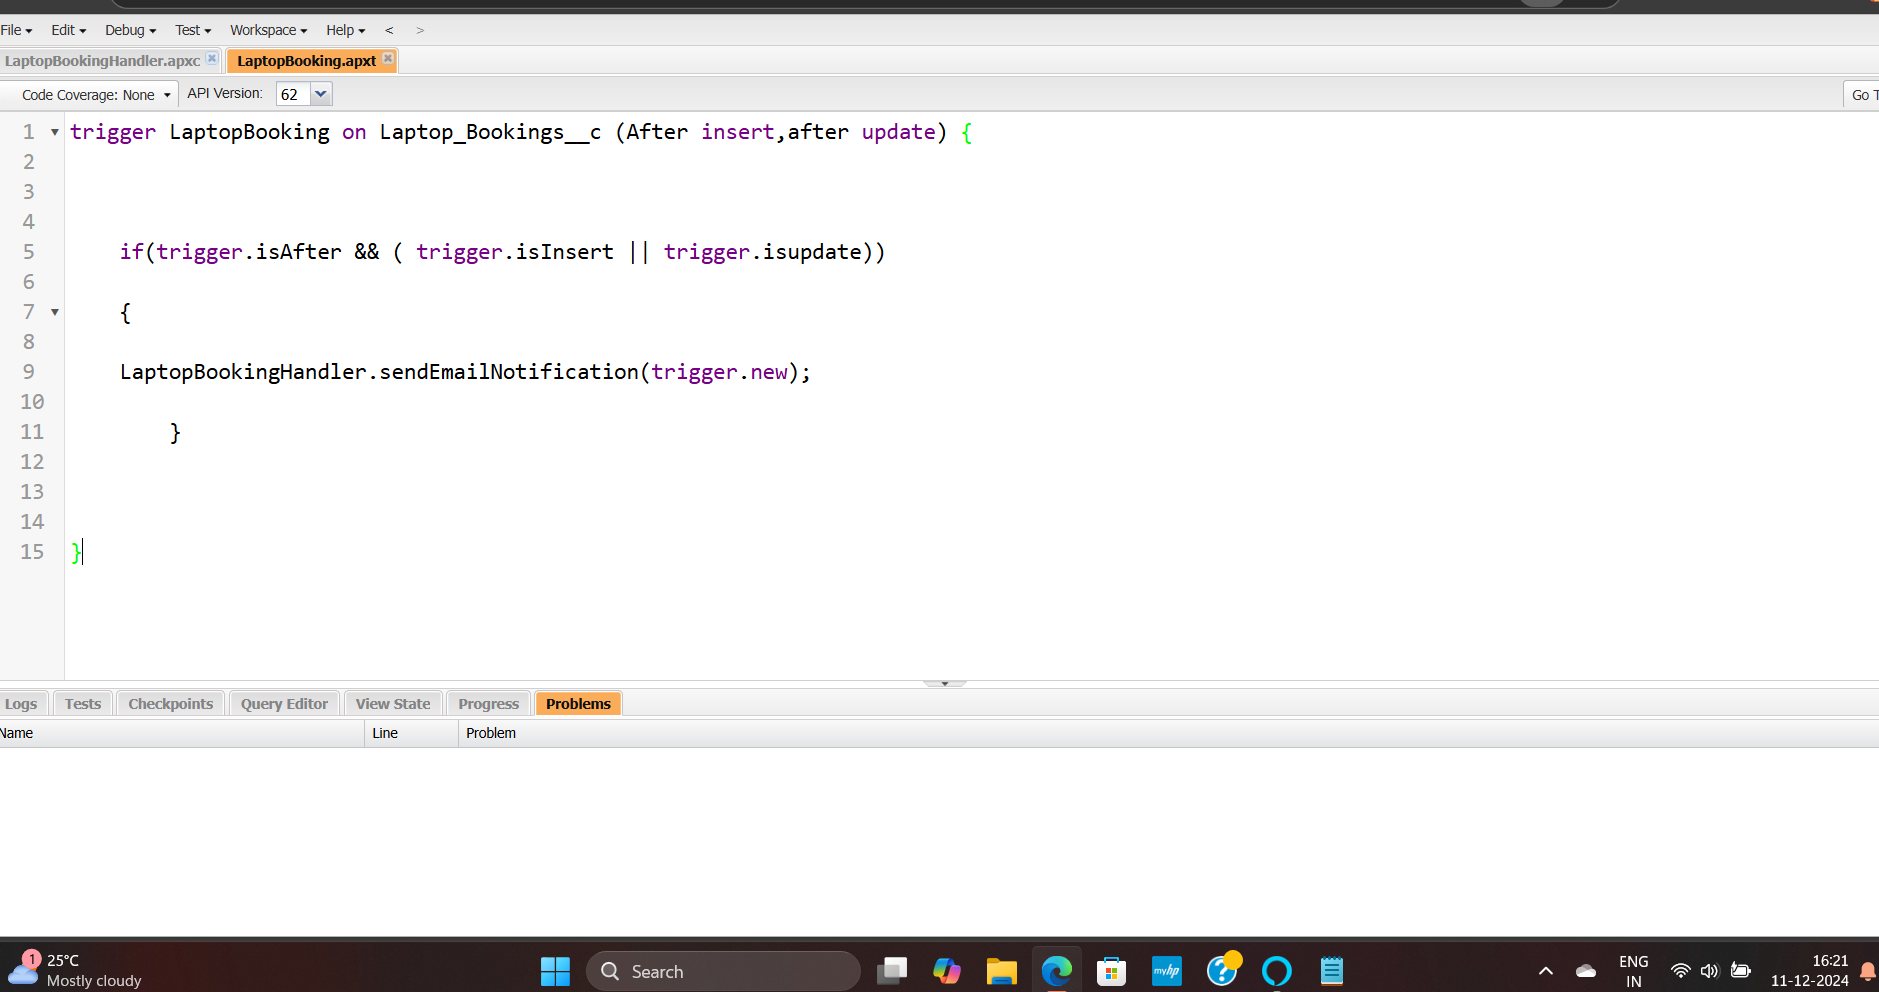 File Edit Debug Test Workspace Help < >
LaptopBookingHandler.apxc LaptopBooking.apxt
Code Coverage: None API Version: 62 Go T
1 trigger LaptopBooking on Laptop_Bookings__c (After insert,after update) {
2
3
4
5 if(trigger.isAfter && ( trigger.isInsert || trigger.isupdate))
6
7 {
8
9 LaptopBookingHandler.sendEmailNotification(trigger.new);
10
11 }
12
13
14
15 }
Logs Tests Checkpoints Query Editor View State Progress Problems
Name Line Problem
1 25°C
Mostly cloudy
Search
myhp
ENG
IN
16:21
11-12-2024